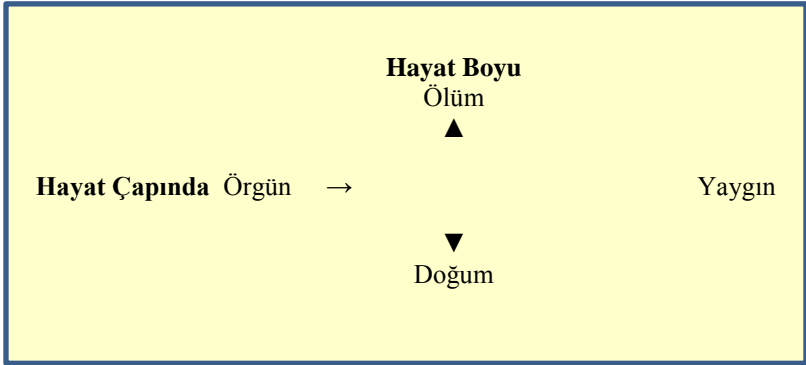 Hayat Boyu
Ölüm
▲
Hayat Çapında Örgün → Yaygın
▼
Doğum